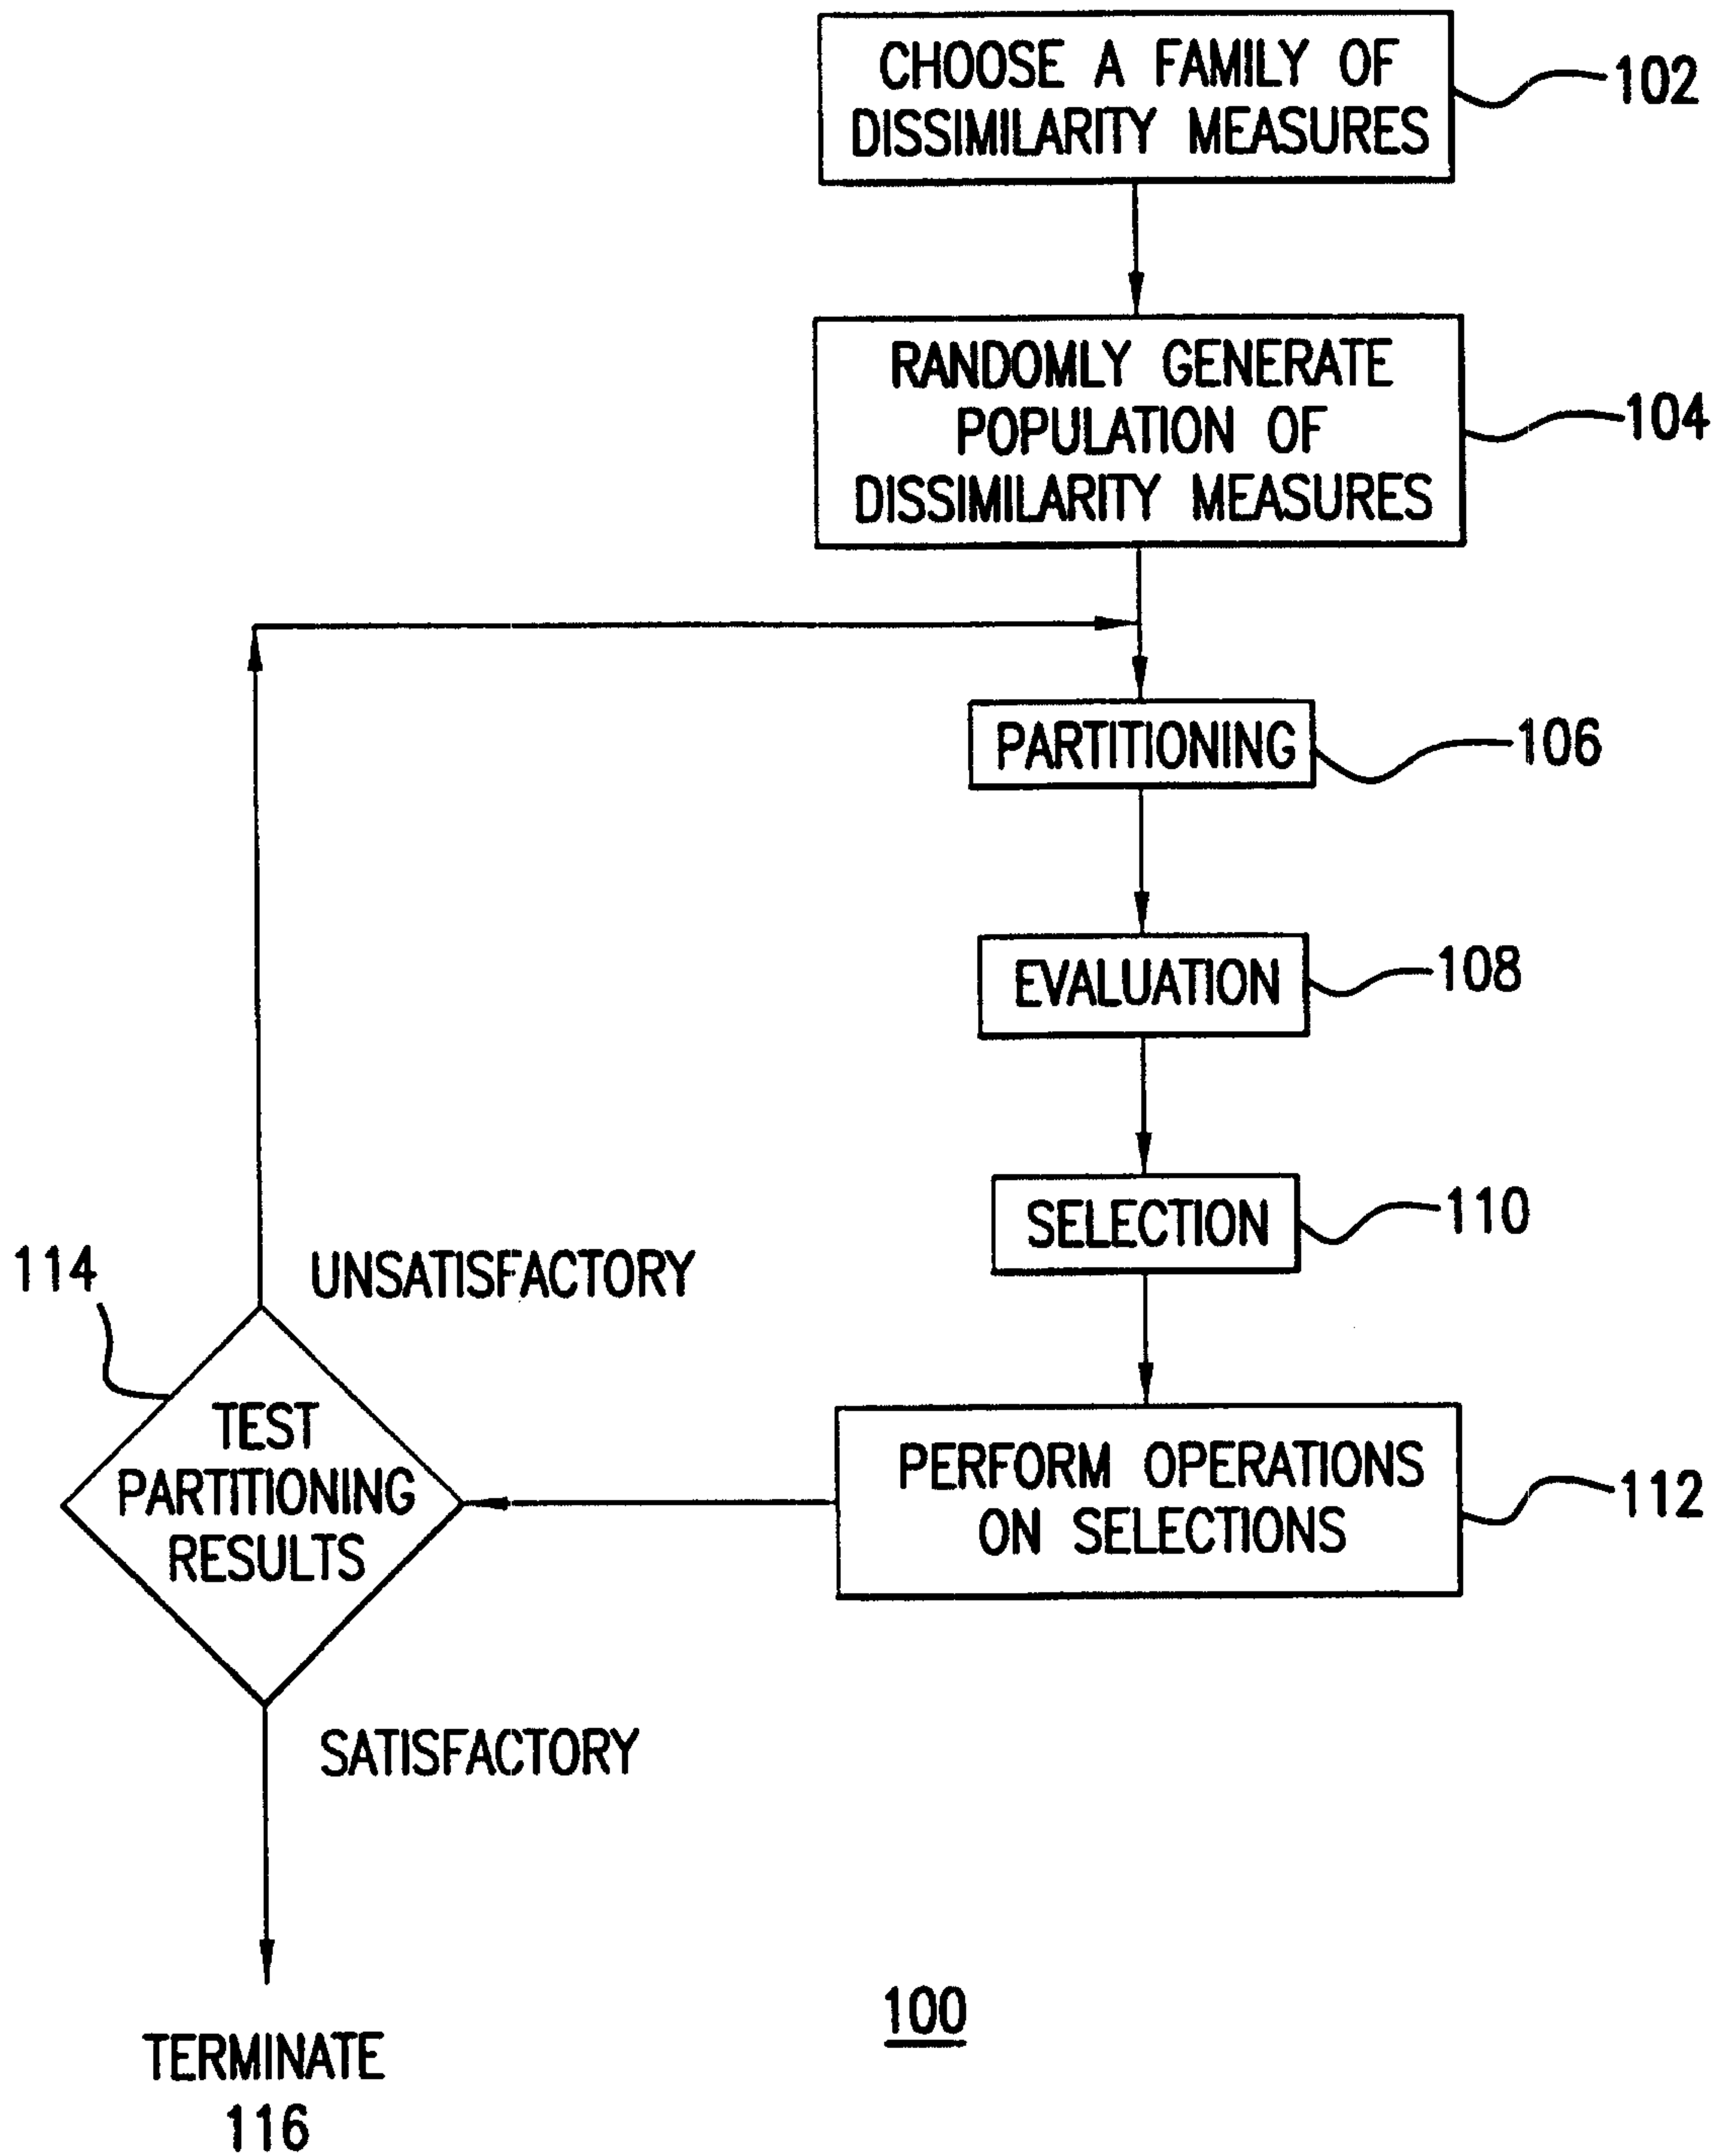 CHOOSE A FAMILY OF
DISSIMILARITY MEASURES
102
RANDOMLY GENERATE
POPULATION OF
DISSIMILARITY MEASURES
104
PARTITIONING
106
EVALUATION
108
SELECTION
110
114
UNSATISFACTORY
TEST
PARTITIONING
RESULTS
PERFORM OPERATIONS
ON SELECTIONS
112
SATISFACTORY
TERMINATE
116
100